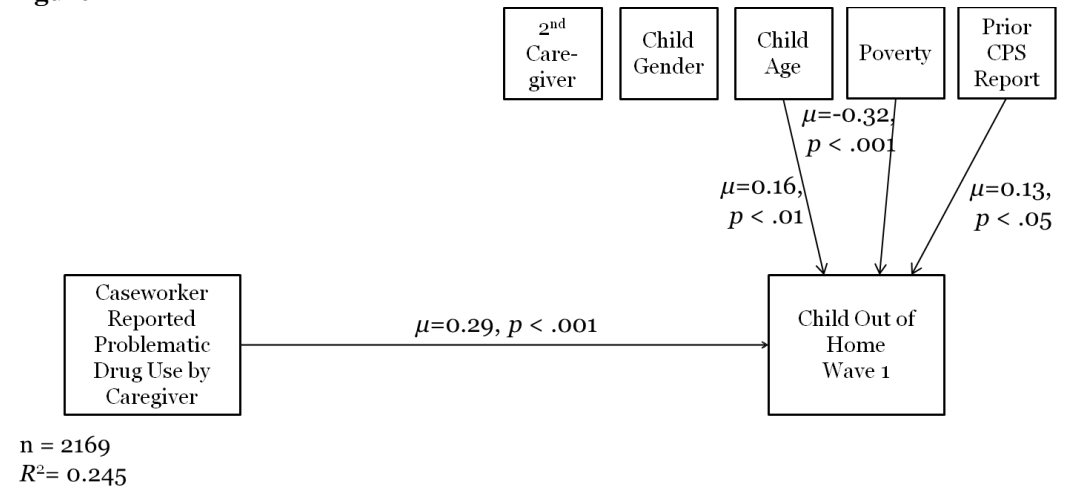 2nd
Care-
giver
Child
Gender
Child
Age
Poverty
Prior
CPS
Report
μ=-0.32,
p < .001
μ=0.16,
p < .01
μ=0.13,
p < .05
Caseworker
Reported
Problematic
Drug Use by
Caregiver
μ=0.29, p < .001
Child Out of
Home
Wave 1
n = 2169
R²= 0.245